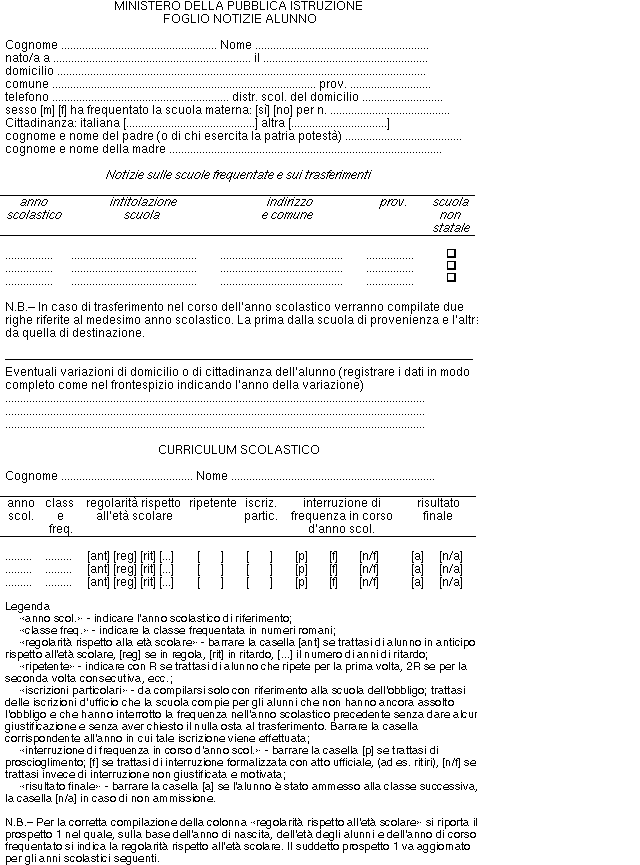 MINISTERO DELLA PUBBLICA ISTRUZIONE
FOGLIO NOTIZIE ALUNNO
Cognome .................................................... Nome ..........................................................
nato/a a .................................................................. il .......................................................
domicilio ...........................................................................................................................
comune ........................................................................................ prov. ...........................
telefono ........................................................... distr. scol. del domicilio ...........................
sesso [m] [f] ha frequentato la scuola materna: [si] [no] per n. ........................................
Cittadinanza: italiana [...........................................] altra [................................]
cognome e nome del padre (o di chi esercita la patria potestà) .......................................
cognome e nome della madre ...........................................................................................
Notizie sulle scuole frequentate e sui trasferimenti
anno intitolazione indirizzo prov. scuola
scolastico scuola e comune non
statale
................ .......................................... ......................................... ................ ☐
................ .......................................... ......................................... ................ ☐
................ .......................................... ......................................... ................ ☐
N.B.– In caso di trasferimento nel corso dell'anno scolastico verranno compilate due
righe riferite al medesimo anno scolastico. La prima dalla scuola di provenienza e l'altra
da quella di destinazione.
Eventuali variazioni di domicilio o di cittadinanza dell'alunno (registrare i dati in modo
completo come nel frontespizio indicando l'anno della variazione)
............................................................................................................................................
............................................................................................................................................
............................................................................................................................................
CURRICULUM SCOLASTICO
Cognome ............................................ Nome ....................................................................
anno class regolarità rispetto ripetente iscriz. interruzione di risultato
scol. e all'età scolare partic. frequenza in corso finale
freq. d'anno scol.
......... ......... [ant] [reg] [rit] [...] [ ] [ ] [p] [f] [n/f] [a] [n/a]
......... ......... [ant] [reg] [rit] [...] [ ] [ ] [p] [f] [n/f] [a] [n/a]
......... ......... [ant] [reg] [rit] [...] [ ] [ ] [p] [f] [n/f] [a] [n/a]
Legenda
«anno scol.» - indicare l'anno scolastico di riferimento;
«classe freq.» - indicare la classe frequentata in numeri romani;
«regolarità rispetto alla età scolare» - barrare la casella [ant] se trattasi di alunno in anticipo
rispetto all'età scolare, [reg] se in regola, [rit] in ritardo, [...] il numero di anni di ritardo;
«ripetente» - indicare con R se trattasi di alunno che ripete per la prima volta, 2R se per la
seconda volta consecutiva, ecc.;
«iscrizioni particolari» - da compilarsi solo con riferimento alla scuola dell'obbligo; trattasi
delle iscrizioni d'ufficio che la scuola compie per gli alunni che non hanno ancora assolto
l'obbligo e che hanno interrotto la frequenza nell'anno scolastico precedente senza dare alcun
giustificazione e senza aver chiesto il nulla osta al trasferimento. Barrare la casella
corrispondente all'anno in cui tale iscrizione viene effettuata;
«interruzione di frequenza in corso d'anno scol.» - barrare la casella [p] se trattasi di
proscioglimento; [f] se trattasi di interruzione formalizzata con atto ufficiale, (ad es. ritiri), [n/f] se
trattasi invece di interruzione non giustificata e motivata;
«risultato finale» - barrare la casella [a] se l'alunno è stato ammesso alla classe successiva,
la casella [n/a] in caso di non ammissione.
N.B.– Per la corretta compilazione della colonna «regolarità rispetto all'età scolare» si riporta il
prospetto 1 nel quale, sulla base dell'anno di nascita, dell'età degli alunni e dell'anno di corso
frequentato si indica la regolarità rispetto all'età scolare. Il suddetto prospetto 1 va aggiornato
per gli anni scolastici seguenti.